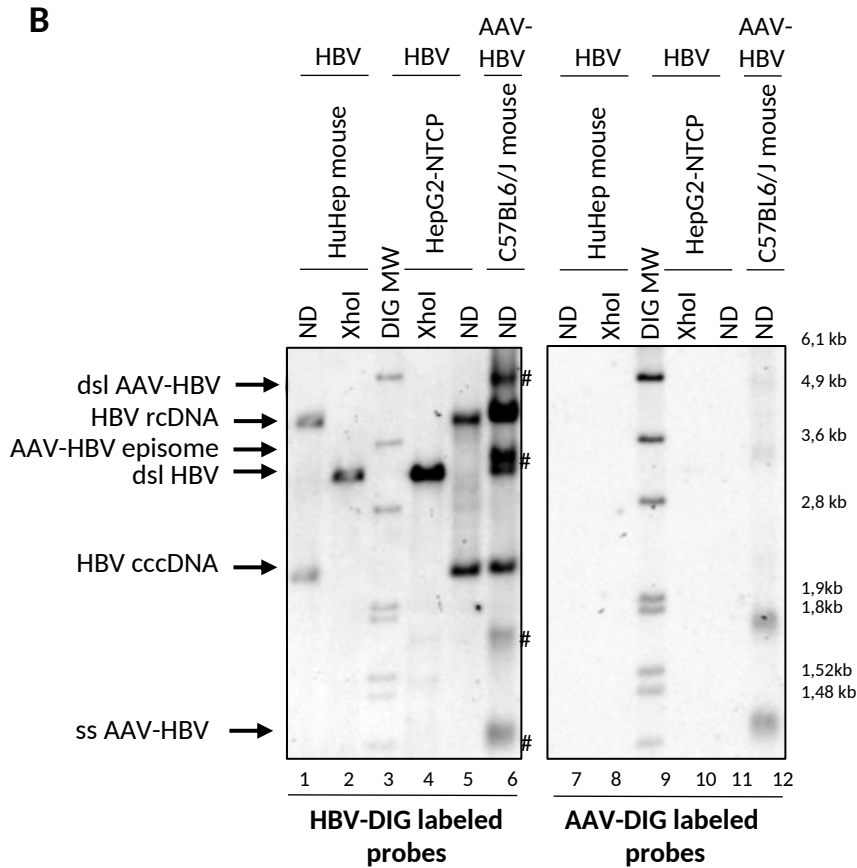 B
HBV
HBV
AAV-
HBV
HBV
HBV
AAV-
HBV
HuHep mouse
HepG2-NTCP
C57BL6/J mouse
HuHep mouse
HepG2-NTCP
C57BL6/J mouse
ND
XhoI
DIG MW
XhoI
ND
ND
ND
XhoI
DIG MW
XhoI
ND
ND
dsl AAV-HBV
HBV rcDNA
AAV-HBV episome
dsl HBV
HBV cccDNA
ss AAV-HBV
#
#
#
#
6,1 kb
4,9 kb
3,6 kb
2,8 kb
1,9kb
1,8kb
1,52kb
1,48 kb
1 2 3 4 5 6 7 8 9 10 11 12
HBV-DIG labeled
probes
AAV-DIG labeled
probes